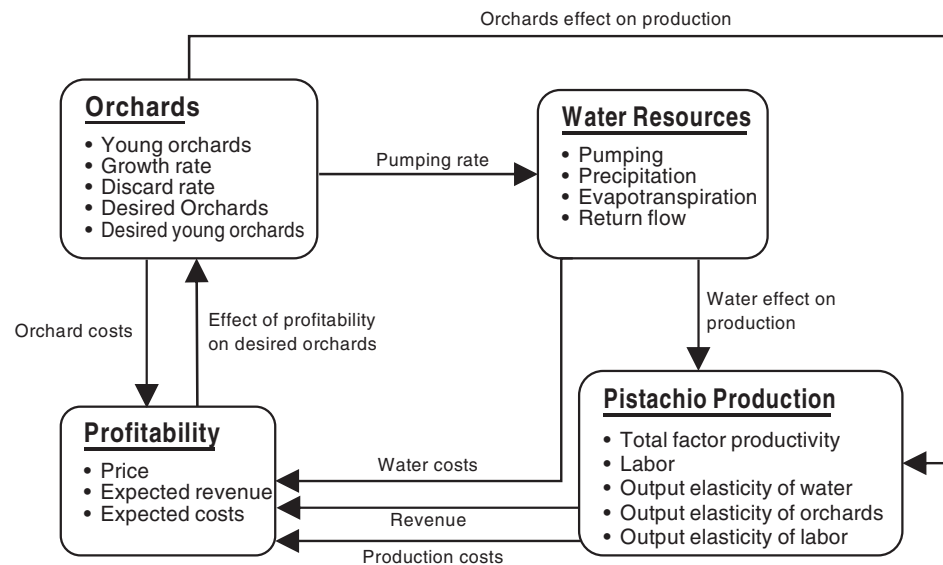 Orchards effect on production
Orchards
• Young orchards
• Growth rate
• Discard rate
• Desired Orchards
• Desired young orchards
Pumping rate
Water Resources
• Pumping
• Precipitation
• Evapotranspiration
• Return flow
Orchard costs
Effect of profitability
on desired orchards
Water effect on
production
Profitability
• Price
• Expected revenue
• Expected costs
Water costs
Revenue
Production costs
Pistachio Production
• Total factor productivity
• Labor
• Output elasticity of water
• Output elasticity of orchards
• Output elasticity of labor